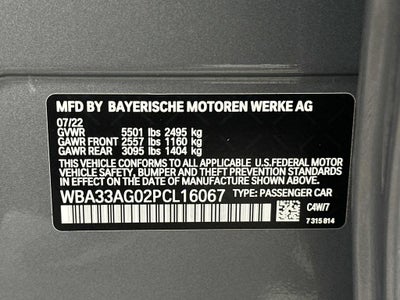 MFD BY BAYERISCHE MOTOREN WERKE AG
07/22
GVWR 5501 lbs 2495 kg
GAWR FRONT 2557 lbs 1160 kg
GAWR REAR 3095 lbs 1404 kg
THIS VEHICLE CONFORMS TO ALL APPLICABLE U.S.FEDERAL MOTOR
VEHICLE SAFETY, BUMPER AND THEFT PREVENTION STANDARDS
IN EFFECT ON THE DATE OF MANUFACTURE SHOWN ABOVE.
WBA33AG02PCL16067 TYPE: PASSENGER CAR
C4W/7
7 315 814